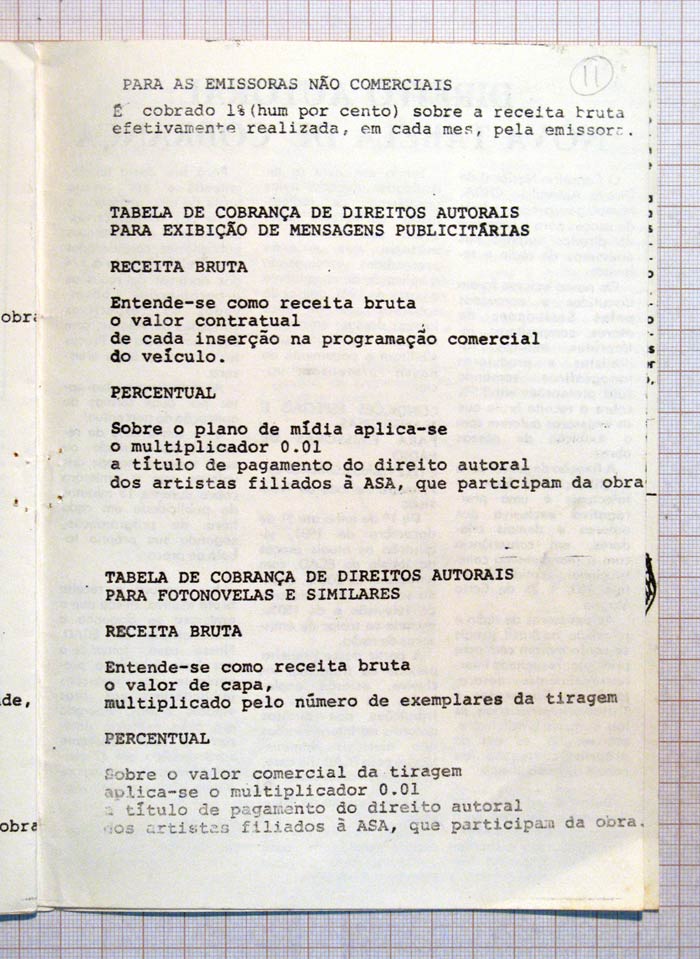 11
PARA AS EMISSORAS NÃO COMERCIAIS
É cobrado 1%(hum por cento) sobre a receita bruta
efetivamente realizada, em cada mes, pela emissora.
TABELA DE COBRANÇA DE DIREITOS AUTORAIS
PARA EXIBIÇÃO DE MENSAGENS PUBLICITÁRIAS
RECEITA BRUTA
Entende-se como receita bruta
o valor contratual
de cada inserção na programação comercial
do veículo.
PERCENTUAL
Sobre o plano de mídia aplica-se
o multiplicador 0.01
a título de pagamento do direito autoral
dos artistas filiados à ASA, que participam da obra
TABELA DE COBRANÇA DE DIREITOS AUTORAIS
PARA FOTONOVELAS E SIMILARES
RECEITA BRUTA
Entende-se como receita bruta
o valor de capa,
multiplicado pelo número de exemplares da tiragem
PERCENTUAL
Sobre o valor comercial da tiragem
aplica-se o multiplicador 0.01
a título de pagamento do direito autoral
dos artistas filiados à ASA, que participam da obra.